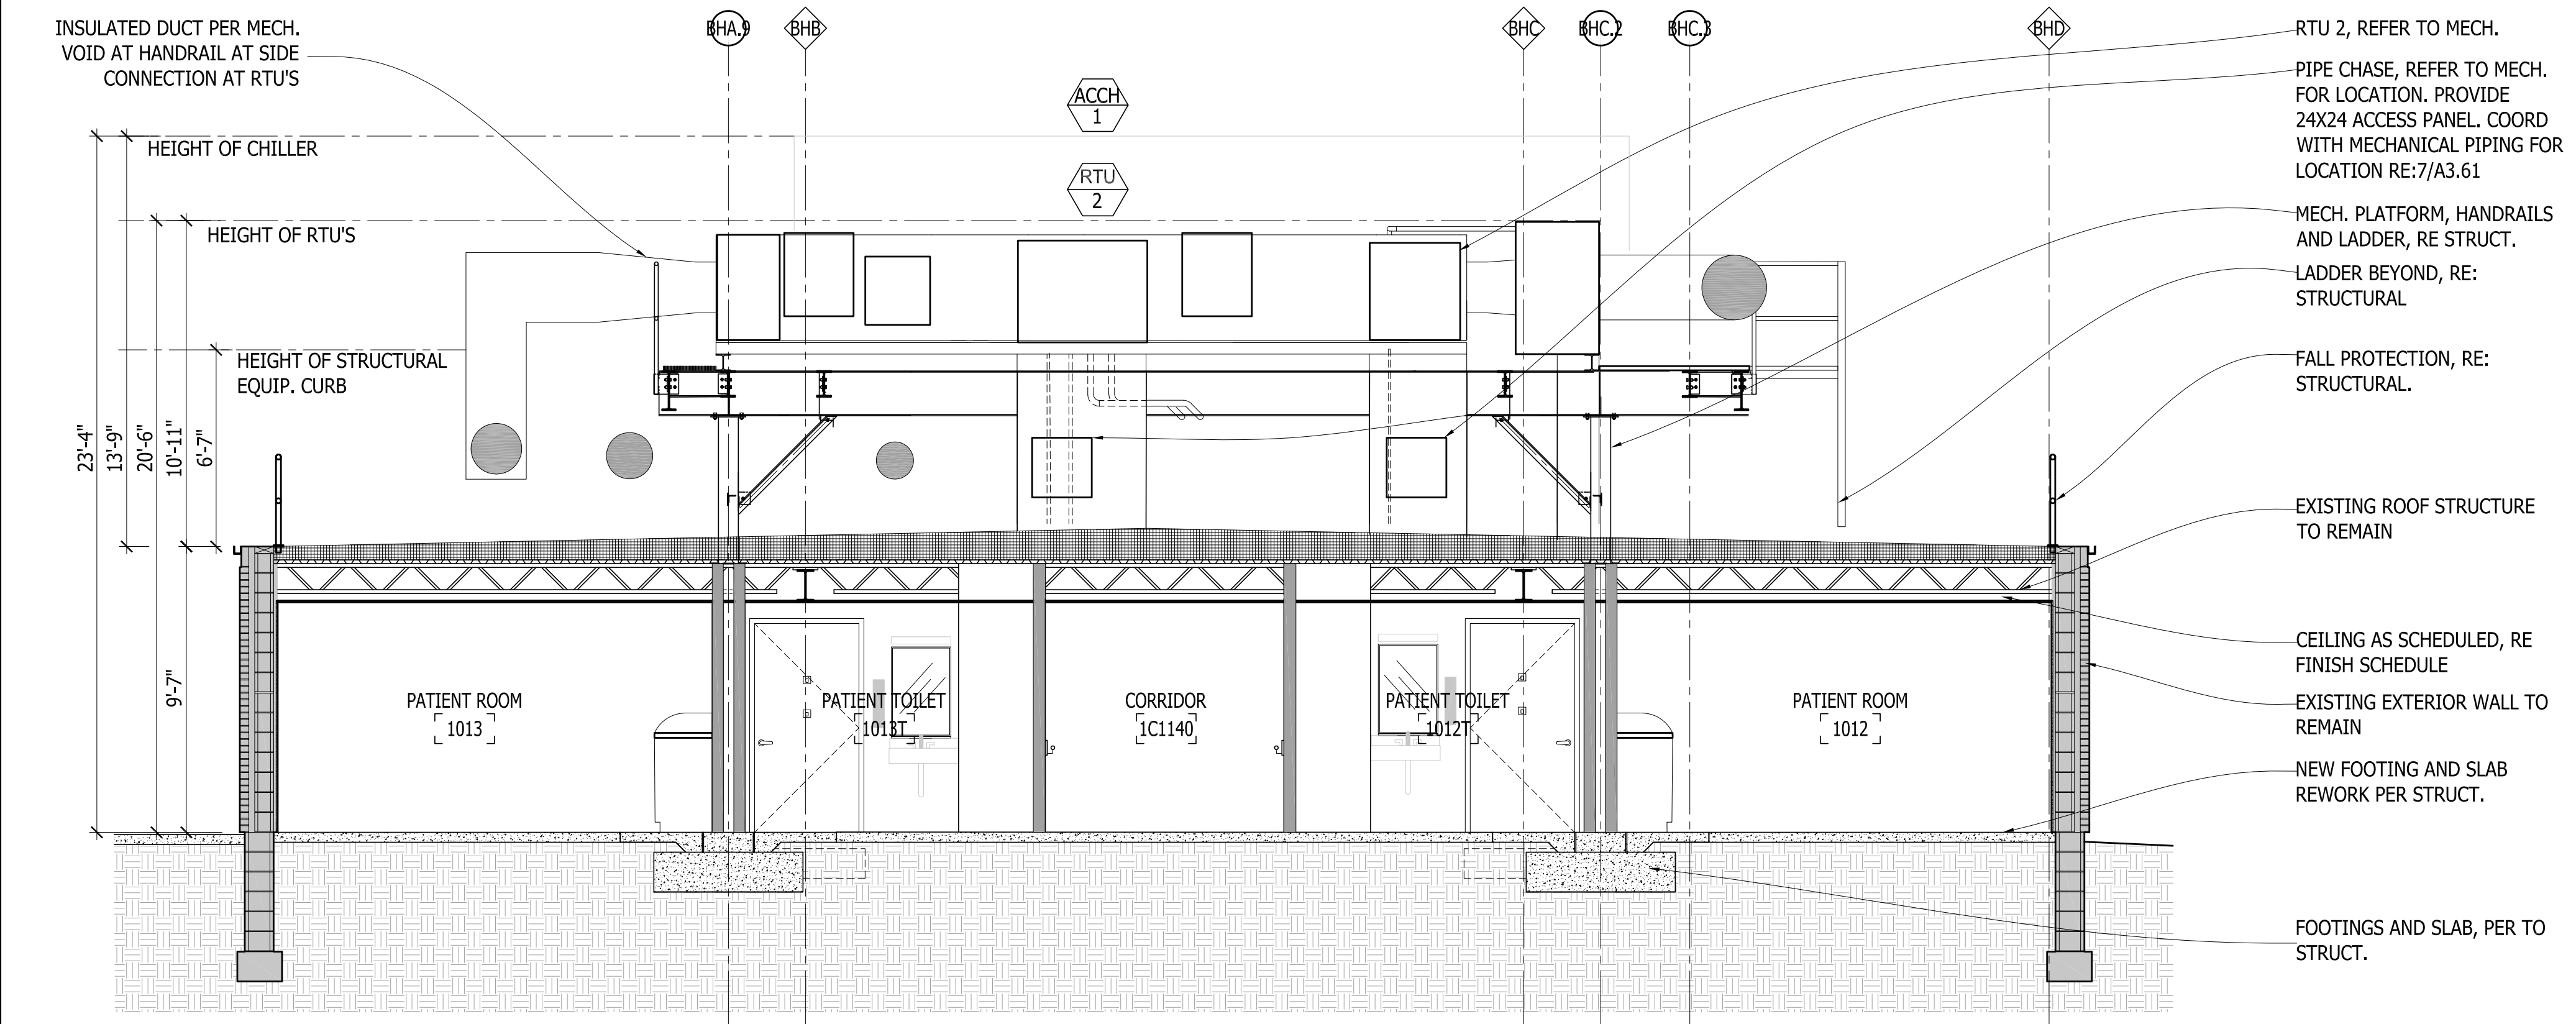 INSULATED DUCT PER MECH.
VOID AT HANDRAIL AT SIDE
CONNECTION AT RTU'S
BHA.9
BHB
BHC
BHC.2
BHC.3
BHD
ACCH
1
RTU
2
HEIGHT OF CHILLER
HEIGHT OF RTU'S
HEIGHT OF STRUCTURAL
EQUIP. CURB
23'-4"
13'-9"
20'-6"
10'-11"
6'-7"
9'-7"
RTU 2, REFER TO MECH.
PIPE CHASE, REFER TO MECH.
FOR LOCATION. PROVIDE
24X24 ACCESS PANEL. COORD
WITH MECHANICAL PIPING FOR
LOCATION RE:7/A3.61
MECH. PLATFORM, HANDRAILS
AND LADDER, RE STRUCT.
LADDER BEYOND, RE:
STRUCTURAL
FALL PROTECTION, RE:
STRUCTURAL.
EXISTING ROOF STRUCTURE
TO REMAIN
CEILING AS SCHEDULED, RE
FINISH SCHEDULE
EXISTING EXTERIOR WALL TO
REMAIN
NEW FOOTING AND SLAB
REWORK PER STRUCT.
FOOTINGS AND SLAB, PER TO
STRUCT.
PATIENT ROOM
1013
PATIENT TOILET
1013T
CORRIDOR
1C1140
PATIENT TOILET
1012T
PATIENT ROOM
1012